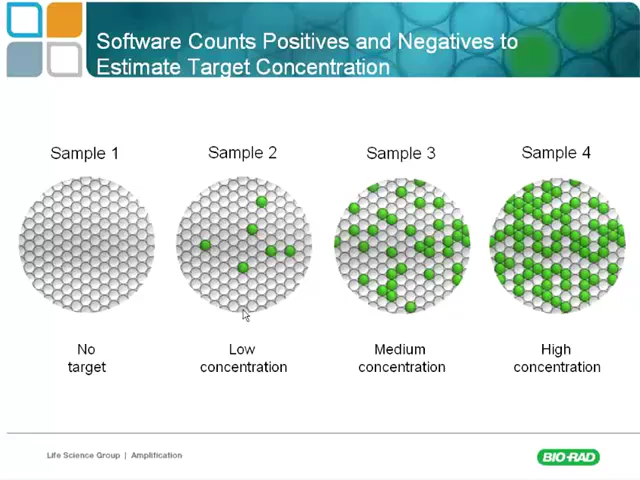 Software Counts Positives and Negatives to
Estimate Target Concentration
Sample 1
Sample 2
Sample 3
Sample 4
No
target
Low
concentration
Medium
concentration
High
concentration
Life Science Group | Amplification
BIO-RAD